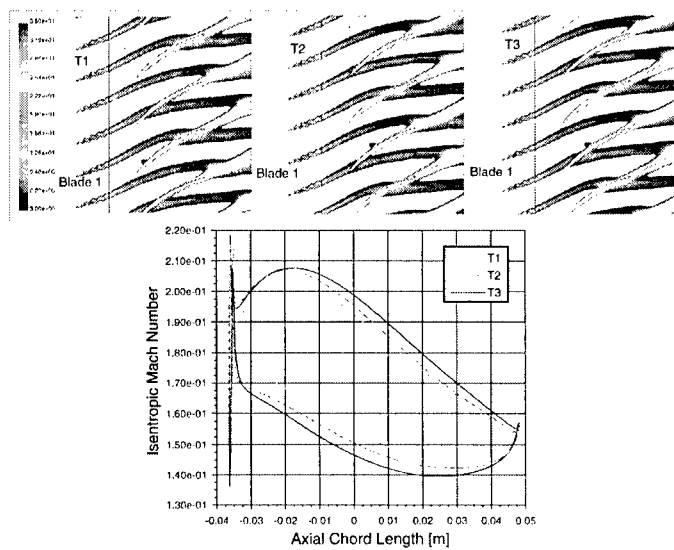 T1
T2
T3
Blade 1
Blade 1
Blade 1
2.20e-01
2.10e-01
2.00e-01
1.90e-01
1.80e-01
1.70e-01
1.60e-01
1.50e-01
1.40e-01
1.30e-01
Isentropic Mach Number
T1
T2
T3
-0.04 -0.03 -0.02 -0.01 0 0.01 0.02 0.03 0.04 0.05
Axial Chord Length [m]